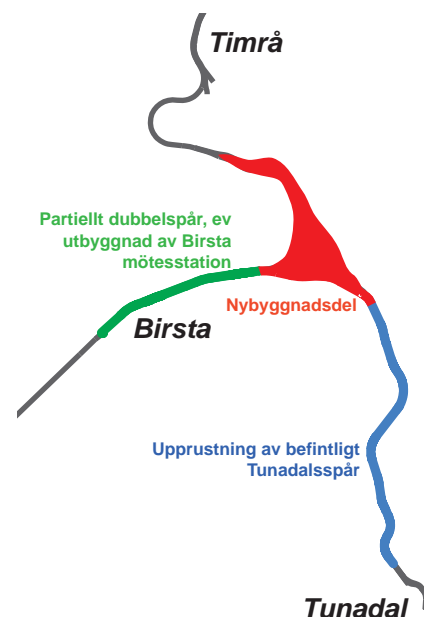 Timrå
Partiellt dubbelspår, ev
utbyggnad av Birsta
mötesstation
Nybyggnadsdel
Birsta
Upprustning av befintligt
Tunadalsspår
Tunadal